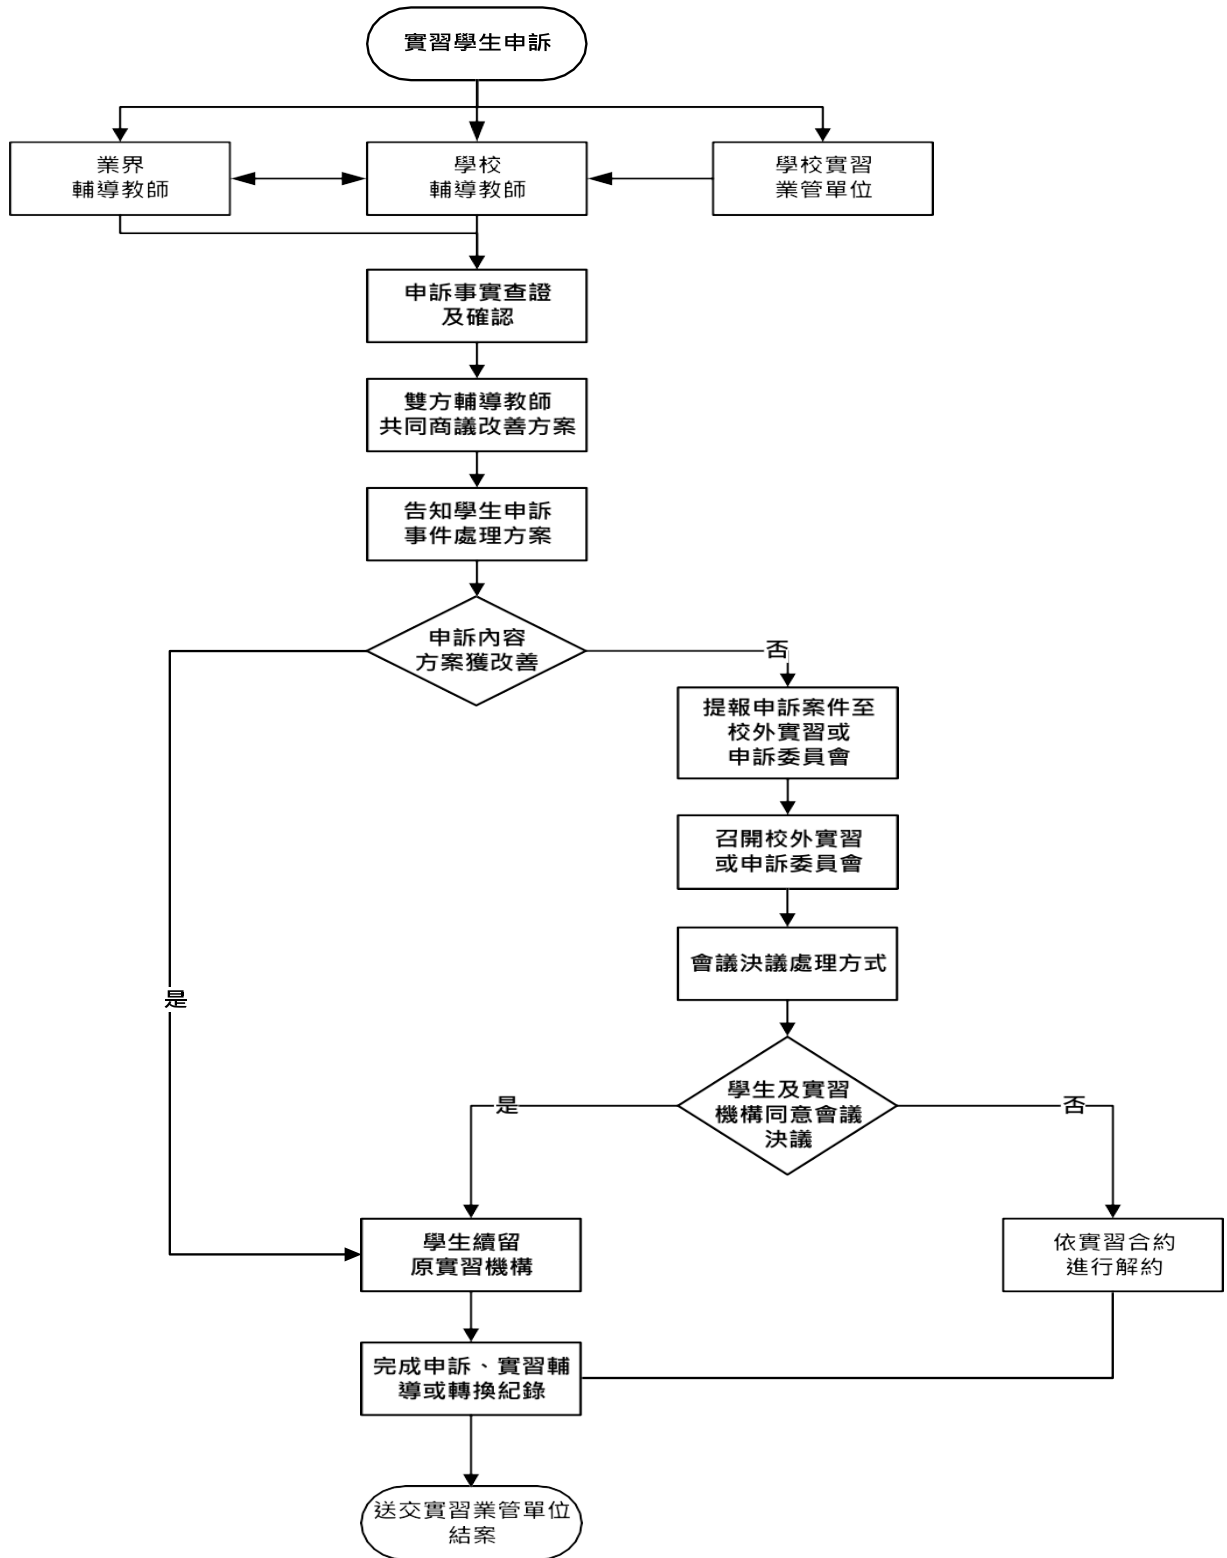 實習學生申訴
業界
輔導教師
學校
輔導教師
學校實習
業管單位
申訴事實查證
及確認
雙方輔導教師
共同商議改善方案
告知學生申訴
事件處理方案
申訴內容
方案獲改善
否
提報申訴案件至
校外實習或
申訴委員會
召開校外實習
或申訴委員會
會議決議處理方式
是
學生及實習
機構同意會議
決議
是
否
學生續留
原實習機構
依實習合約
進行解約
完成申訴、實習輔
導或轉換紀錄
送交實習業管單位
結案